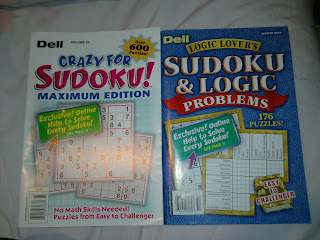 Dell
CRAZY FOR
SUDOKU!
MAXIMUM EDITION
Over
600
Puzzles!
Exclusive! Online
Help to Solve
Every Sudoku!
No Math Skills Needed!
Puzzles from Easy to Challenger
Dell
LOGIC LOVER'S
SUDOKU
& LOGIC
PROBLEMS
176
PUZZLES!
Exclusive! Online
Help to Solve
Every Sudoku!
EASY
TO
CHALLENGER